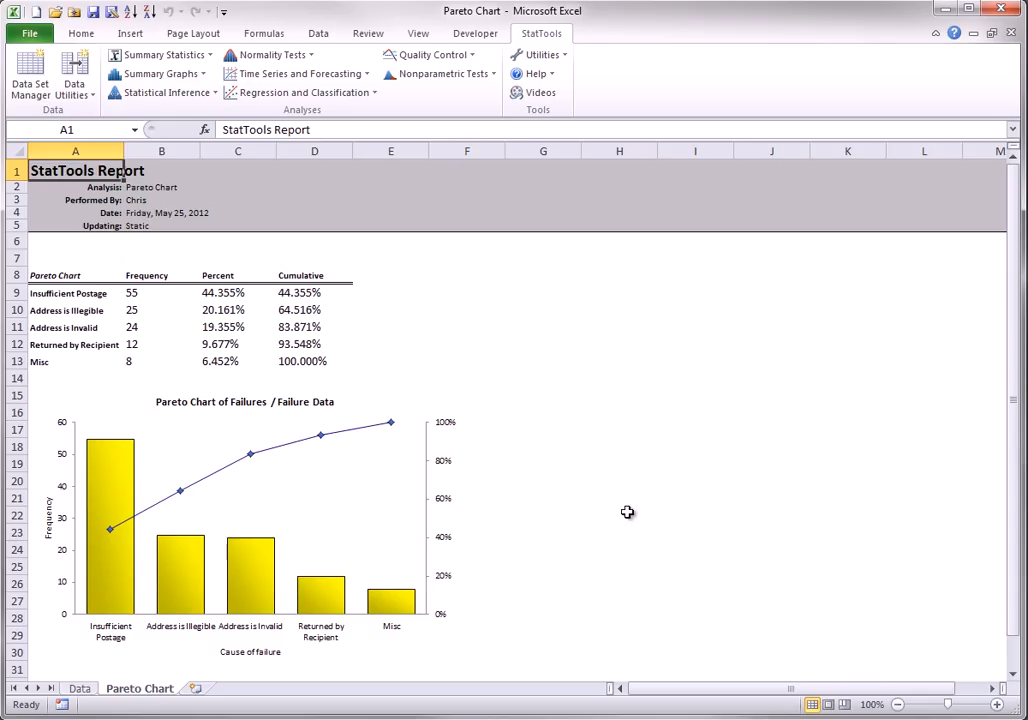 Pareto Chart - Microsoft Excel
File Home Insert Page Layout Formulas Data Review View Developer StatTools
Data Set Manager
Data Utilities
Summary Statistics
Summary Graphs
Statistical Inference
Normality Tests
Time Series and Forecasting
Regression and Classification
Quality Control
Nonparametric Tests
Utilities
Help
Videos
Data Analyses Tools
A1 fx StatTools Report
A B C D E F G H I J K L M
1 StatTools Report
2 Analysis: Pareto Chart
3 Performed By: Chris
4 Date: Friday, May 25, 2012
5 Updating: Static
6
7
8 Pareto Chart Frequency Percent Cumulative
9 Insufficient Postage 55 44.355% 44.355%
10 Address is Illegible 25 20.161% 64.516%
11 Address is Invalid 24 19.355% 83.871%
12 Returned by Recipient 12 9.677% 93.548%
13 Misc 8 6.452% 100.000%
14
15
16
17
18
19
20
21
22
23
24
25
26
27
28
29
30
31
Pareto Chart of Failures / Failure Data
60 100%
50 80%
40 60%
30 40%
20 20%
10
0 0%
Frequency
Insufficient Postage
Address is Illegible
Address is Invalid
Returned by Recipient
Misc
Cause of failure
Data Pareto Chart
Ready 100%